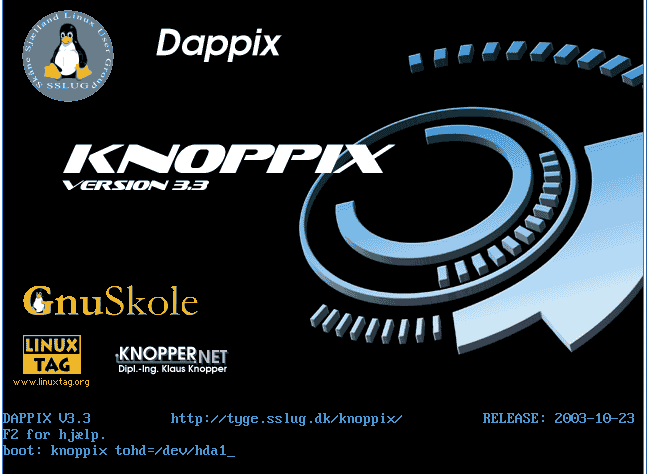 Skåne Sjælland Linux User Group
SSLUG
Dappix
KNOPPIX
VERSION 3.3
GnuSkole
LINUX
TAG
www.linuxtag.org
KNOPPER.NET
Dipl.-Ing. Klaus Knopper
DAPPIX V3.3 http://tyge.sslug.dk/knoppix/ RELEASE: 2003-10-23
F2 for hjælp.
boot: knoppix tohd=/dev/hda1_